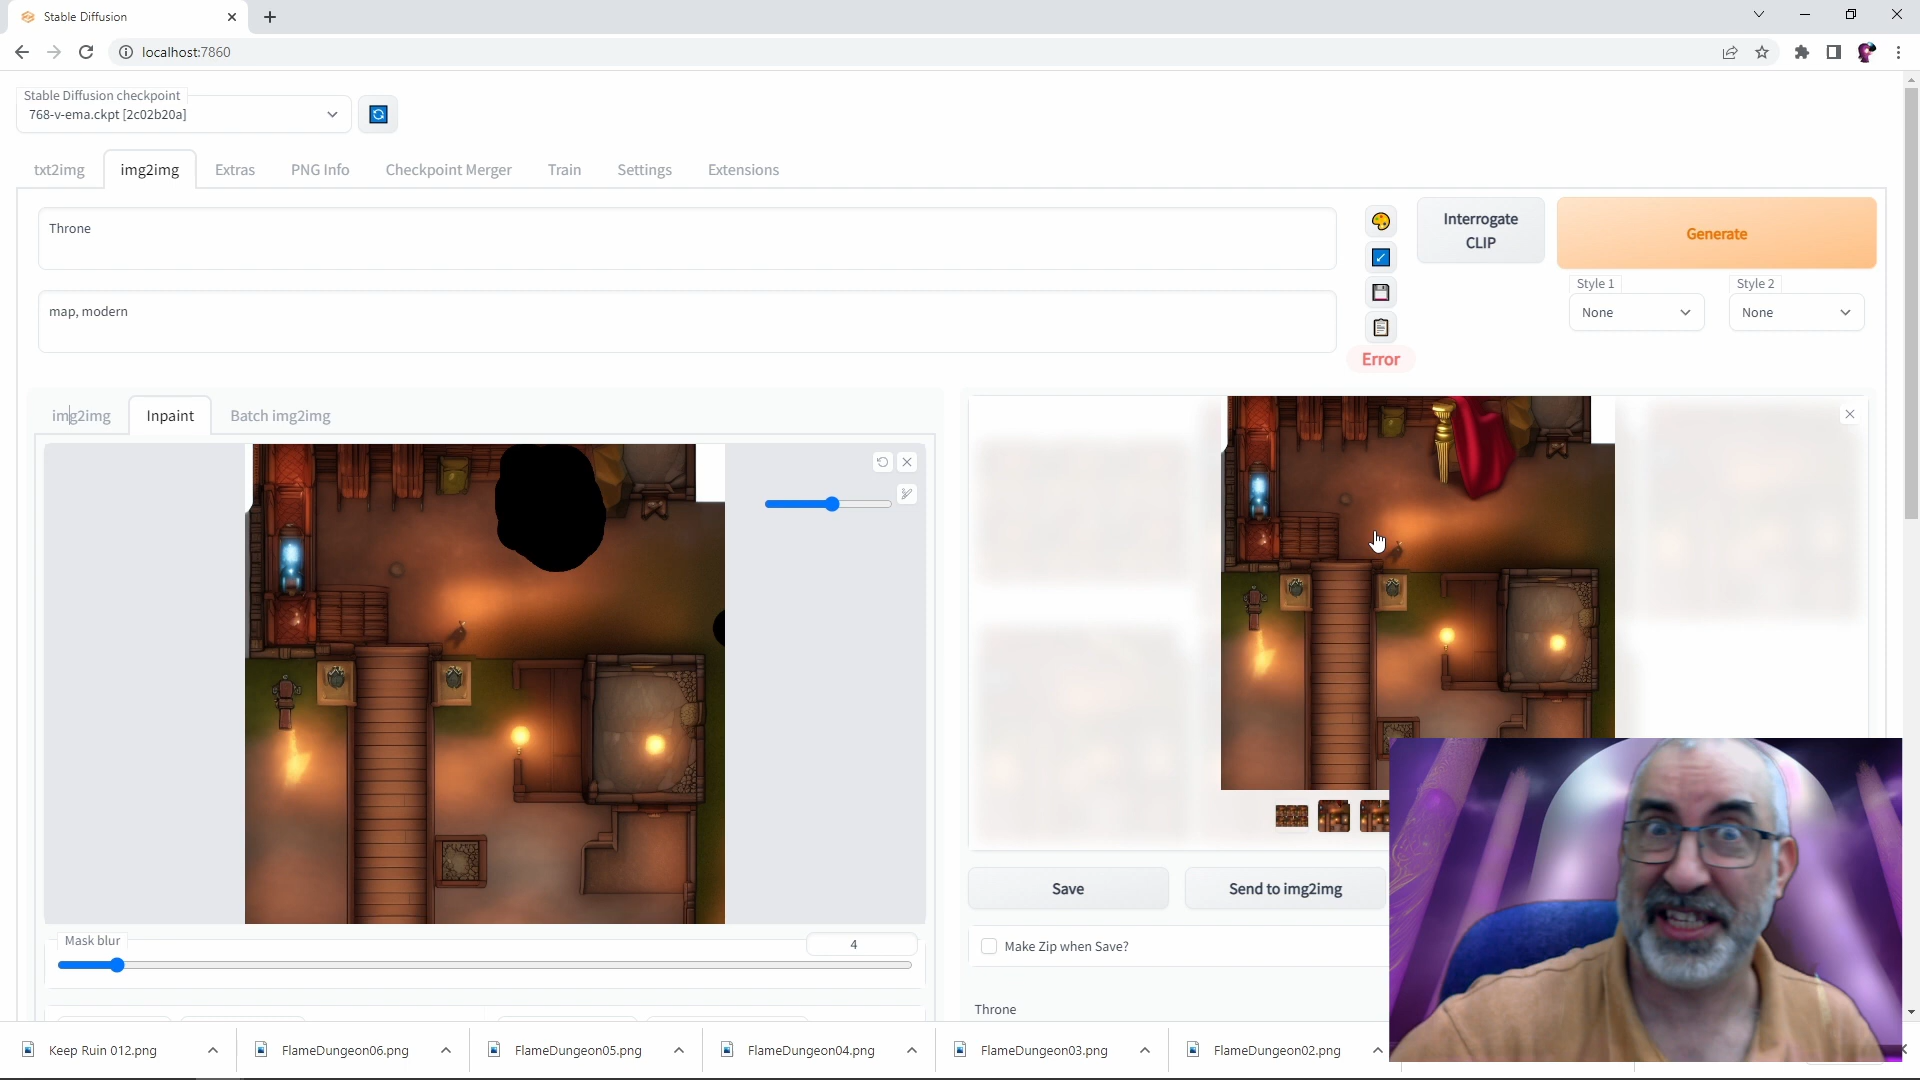 Stable Diffusion
localhost:7860
Stable Diffusion checkpoint
768-v-ema.ckpt [2c02b20a]
txt2img
img2img
Extras
PNG Info
Checkpoint Merger
Train
Settings
Extensions
Throne
Interrogate
CLIP
Generate
Style 1
Style 2
None
None
map, modern
Error
img2img
Inpaint
Batch img2img
Mask blur
4
Save
Send to img2img
Make Zip when Save?
Throne
Keep Ruin 012.png
FlameDungeon06.png
FlameDungeon05.png
FlameDungeon04.png
FlameDungeon03.png
FlameDungeon02.png